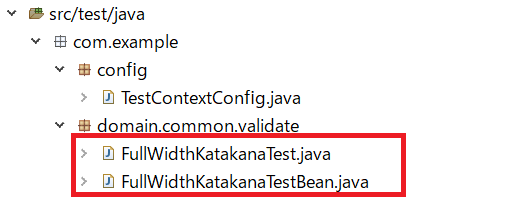 src/test/java
com.example
config
TestContextConfig.java
domain.common.validate
FullWidthKatakanaTest.java
FullWidthKatakanaTestBean.java